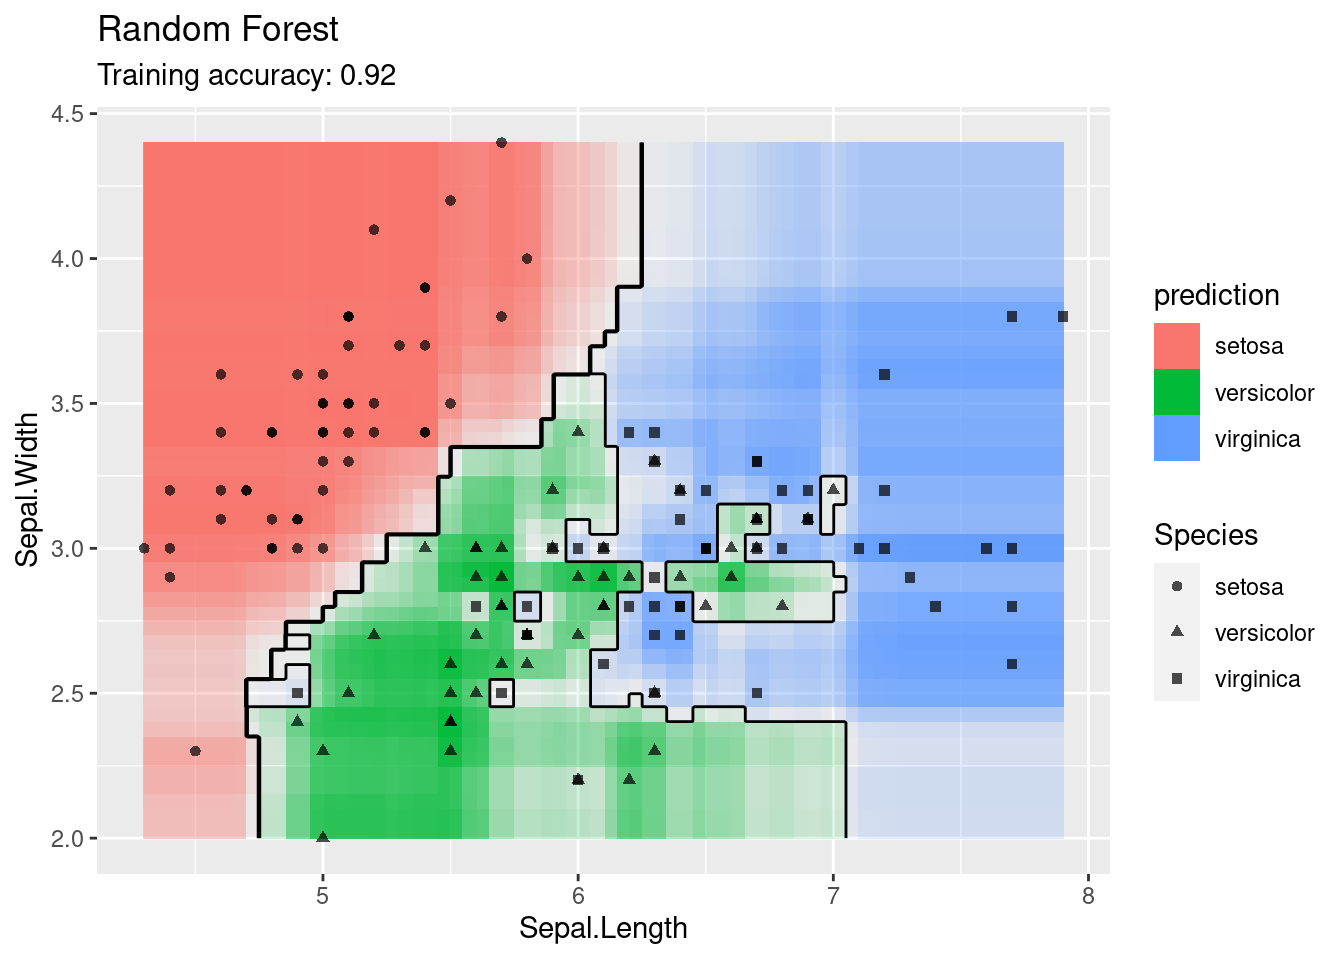 Random Forest
Training accuracy: 0.92
4.5
4.0
3.5
3.0
2.5
2.0
Sepal.Width
5 6 7 8
Sepal.Length
prediction
setosa
versicolor
virginica
Species
setosa
versicolor
virginica